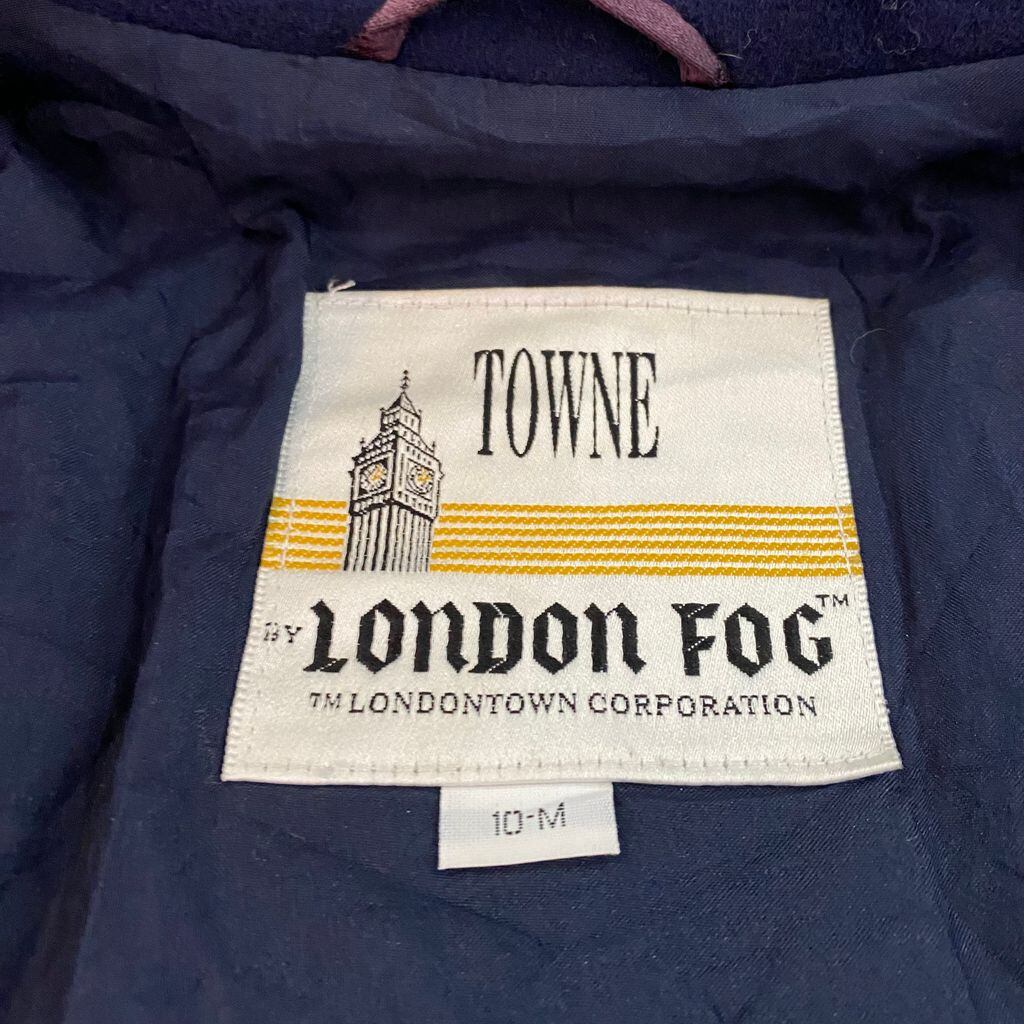 TOWNE
BY LONDON FOG™
TM LONDONTOWN CORPORATION
10-M